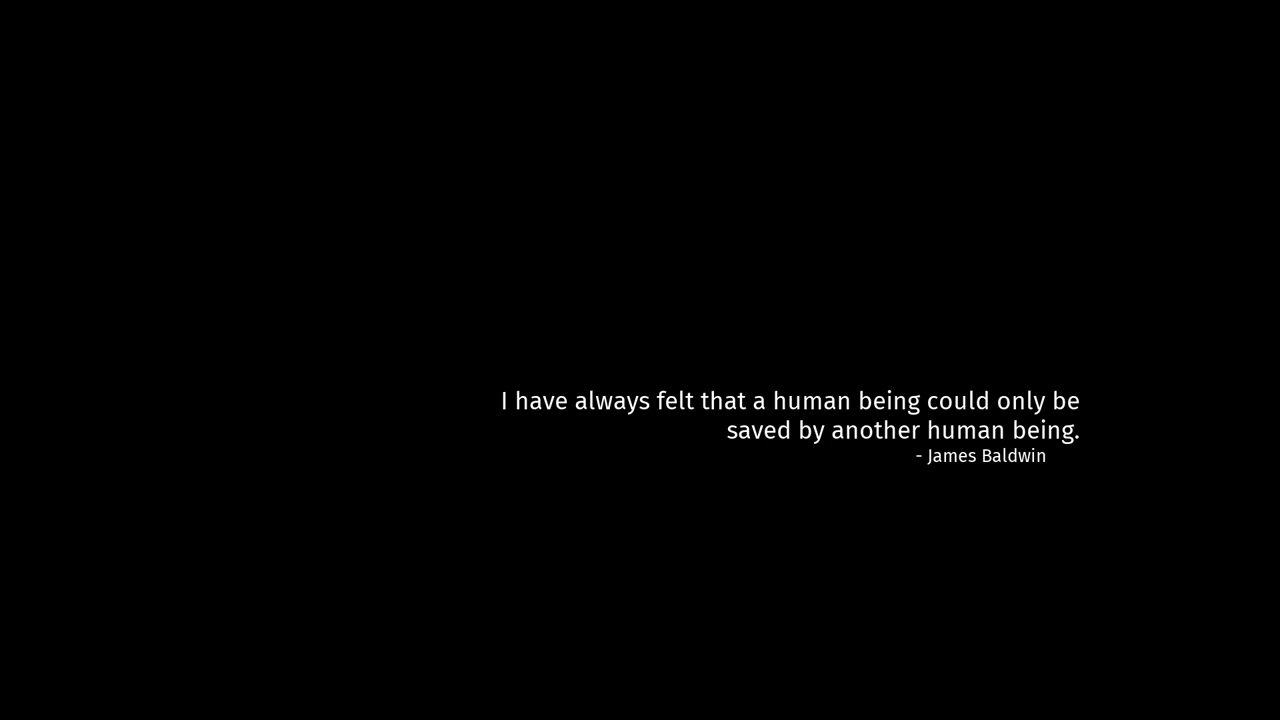 I have always felt that a human being could only be
saved by another human being.
- James Baldwin